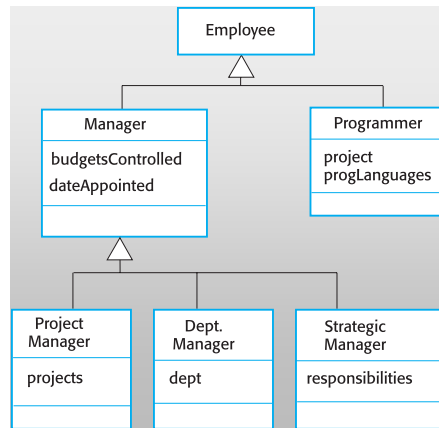 Employee
Manager
budgetsControlled
dateAppointed
Programmer
project
progLanguages
Project
Manager
projects
Dept.
Manager
dept
Strategic
Manager
responsibilities